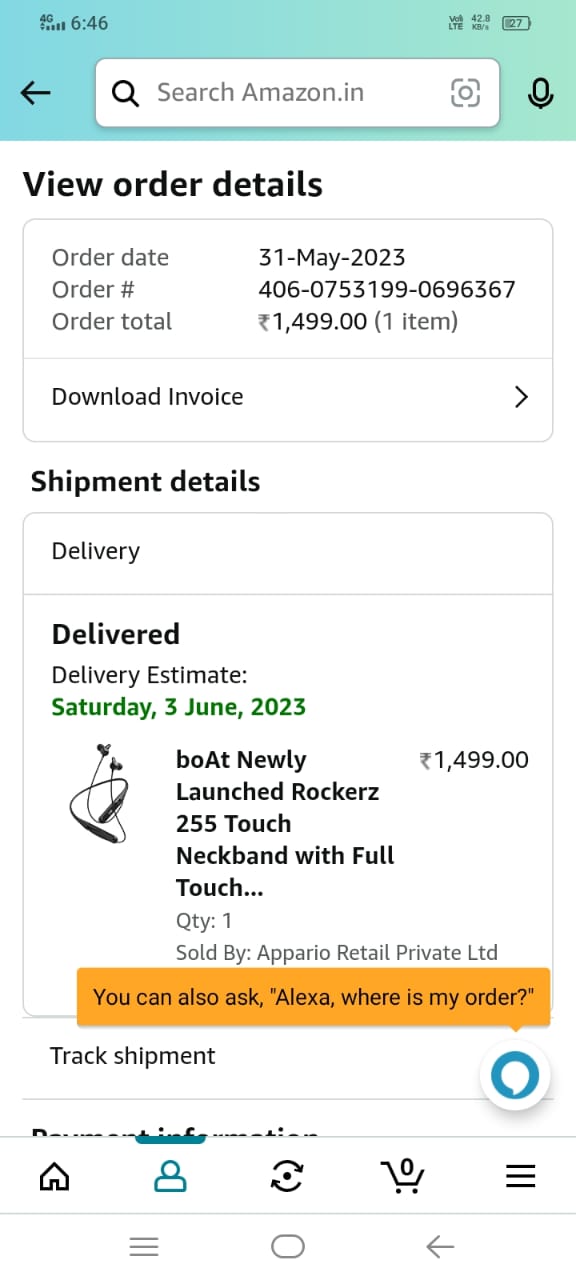 4G 6:46 Vo) LTE 42.8 KB/s 27
Search Amazon.in
View order details
Order date 31-May-2023
Order # 406-0753199-0696367
Order total ₹1,499.00 (1 item)
Download Invoice
Shipment details
Delivery
Delivered
Delivery Estimate:
Saturday, 3 June, 2023
boAt Newly ₹1,499.00
Launched Rockerz
255 Touch
Neckband with Full
Touch...
Qty: 1
Sold By: Appario Retail Private Ltd
You can also ask, "Alexa, where is my order?"
Track shipment
Payment information
0